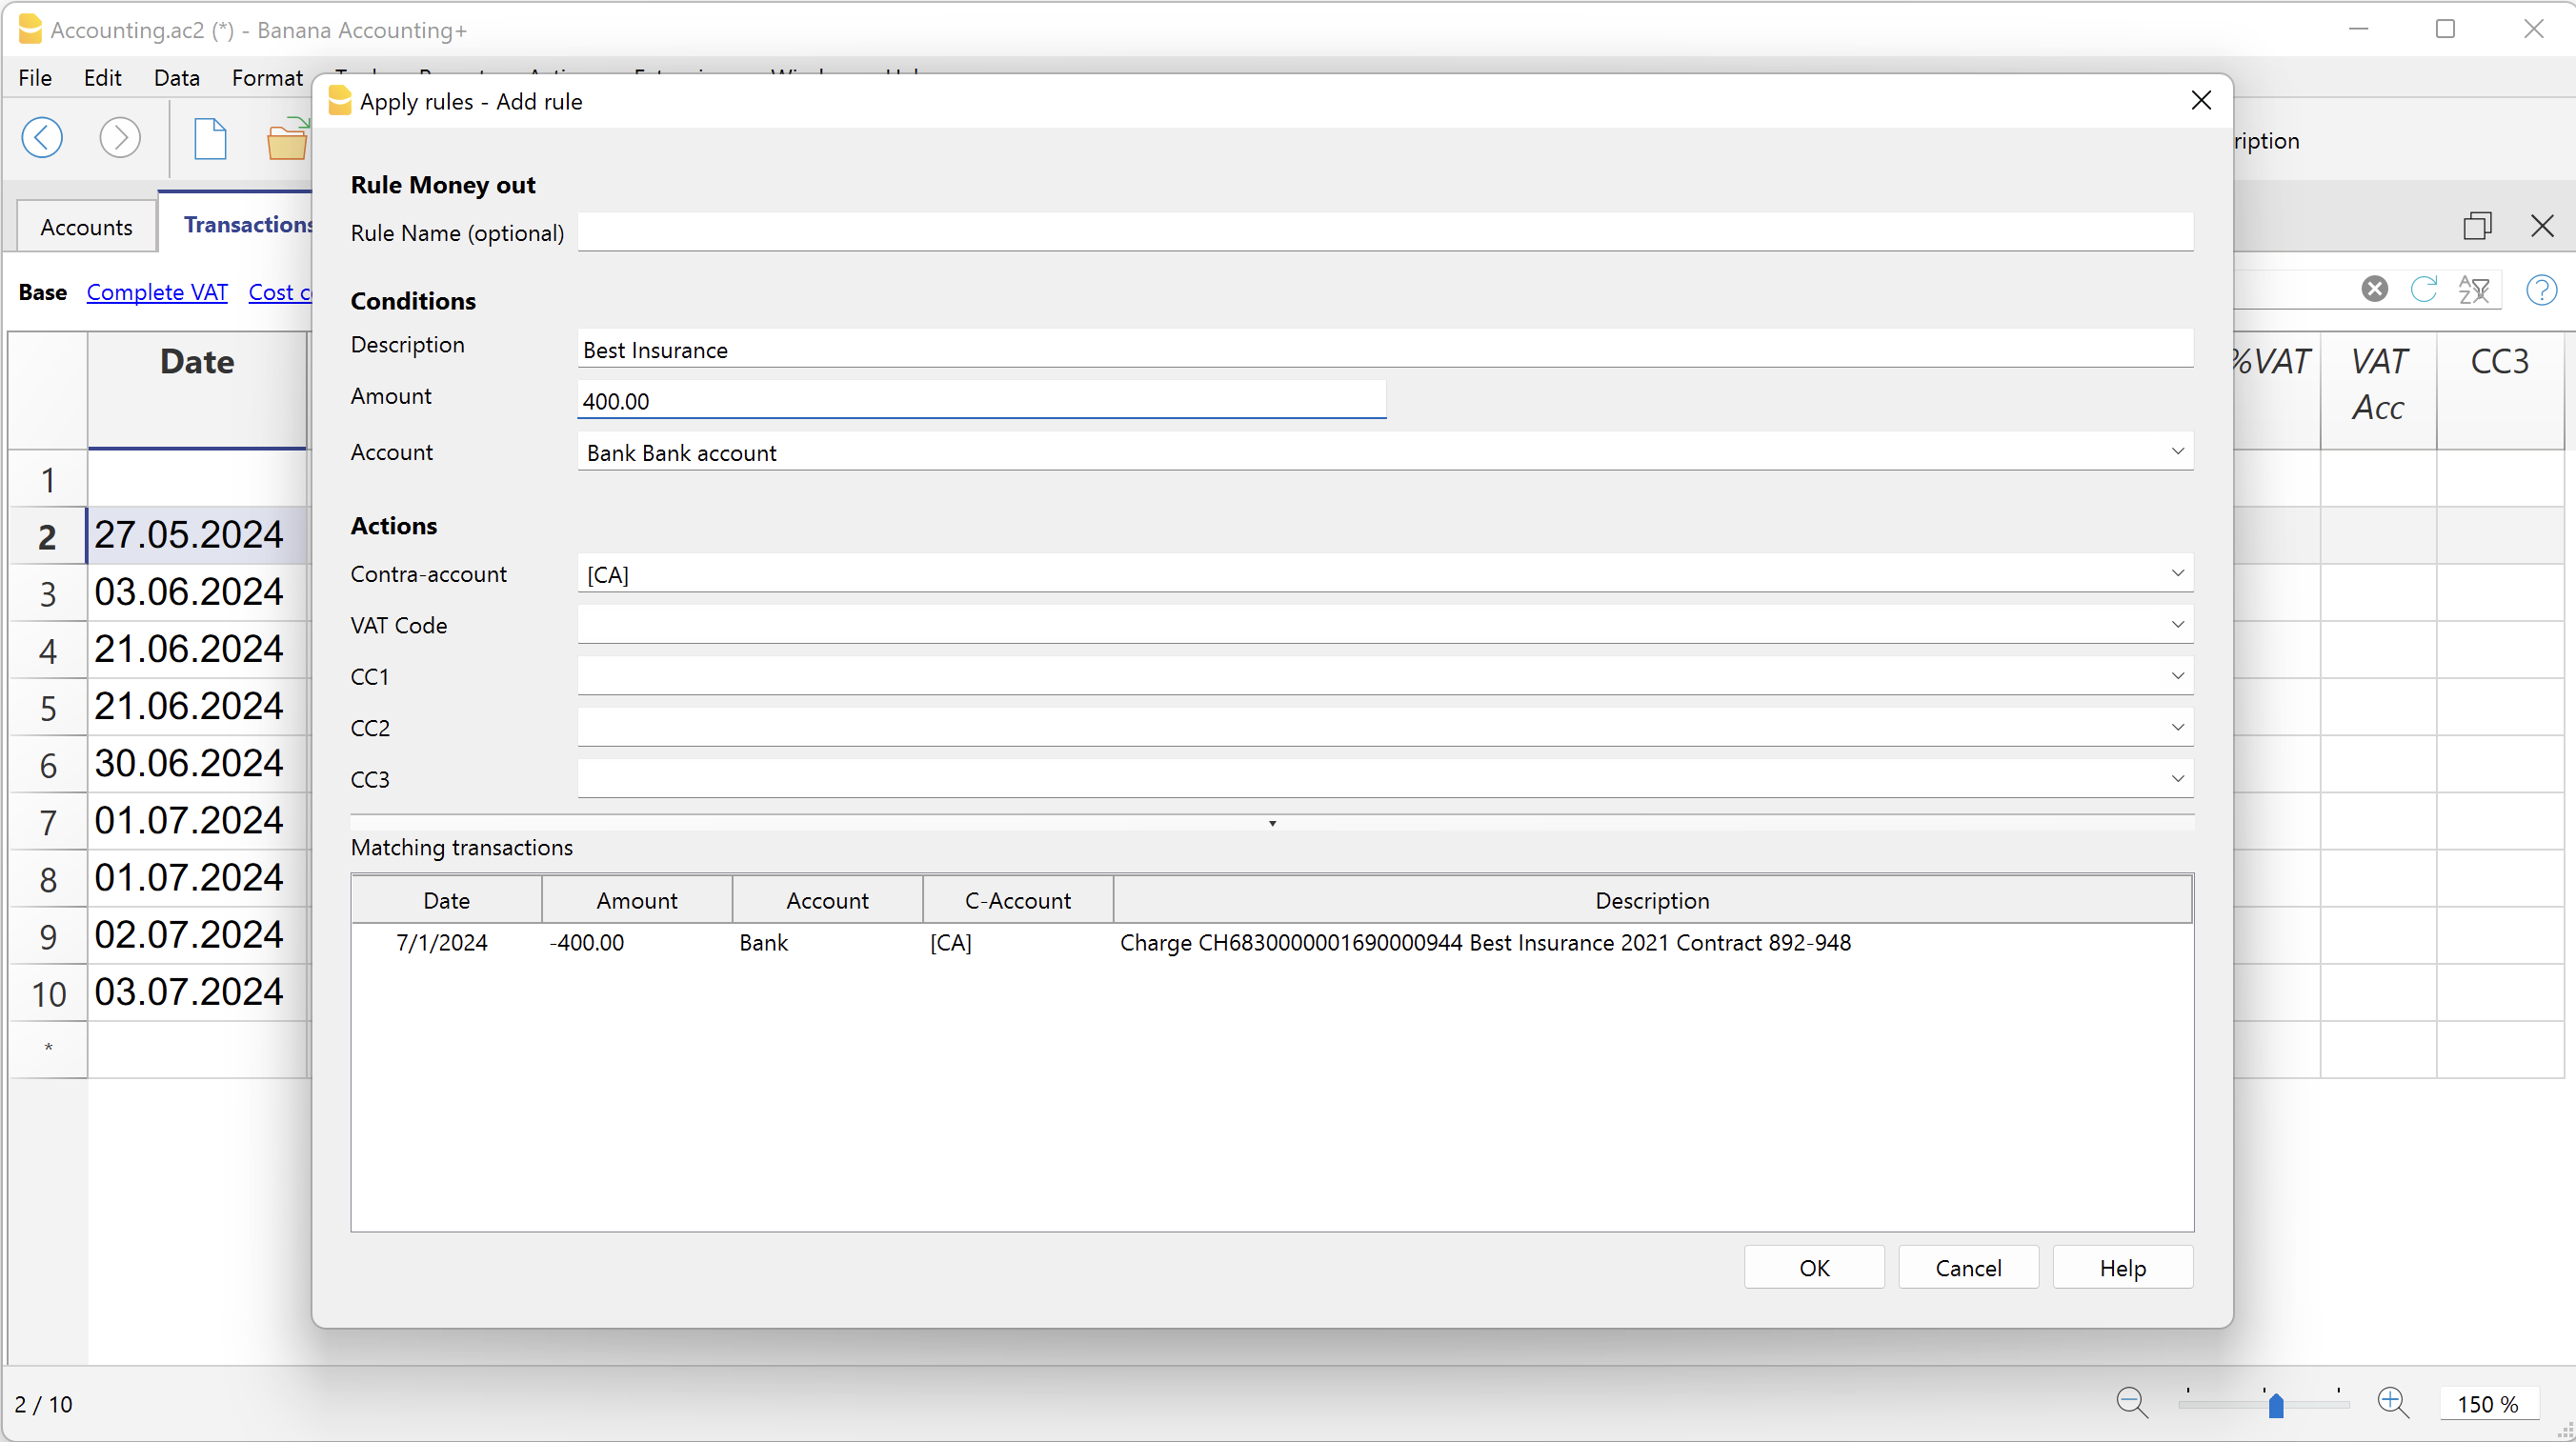 Accounting.ac2 (*) - Banana Accounting+
File Edit Data Format
Apply rules - Add rule
ription
Rule Money out
Accounts Transactions
Rule Name (optional)
Base Complete VAT Cost c
Conditions
Description Best Insurance
Date %VAT VAT Acc CC3
Amount 400.00
Account Bank Bank account
1
Actions
2 27.05.2024
Contra-account [CA]
3 03.06.2024
VAT Code
4 21.06.2024
CC1
5 21.06.2024
CC2
6 30.06.2024
CC3
7 01.07.2024
Matching transactions
8 01.07.2024
Date Amount Account C-Account Description
9 02.07.2024
7/1/2024 -400.00 Bank [CA] Charge CH6830000001690000944 Best Insurance 2021 Contract 892-948
10 03.07.2024
*
OK Cancel Help
2 / 10 150 %